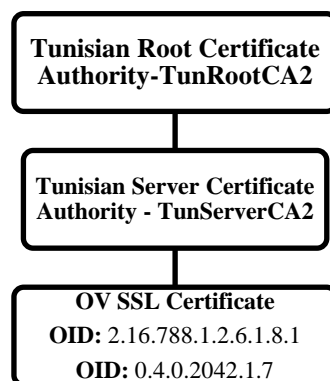 Tunisian Root Certificate
Authority-TunRootCA2
Tunisian Server Certificate
Authority - TunServerCA2
OV SSL Certificate
OID: 2.16.788.1.2.6.1.8.1
OID: 0.4.0.2042.1.7